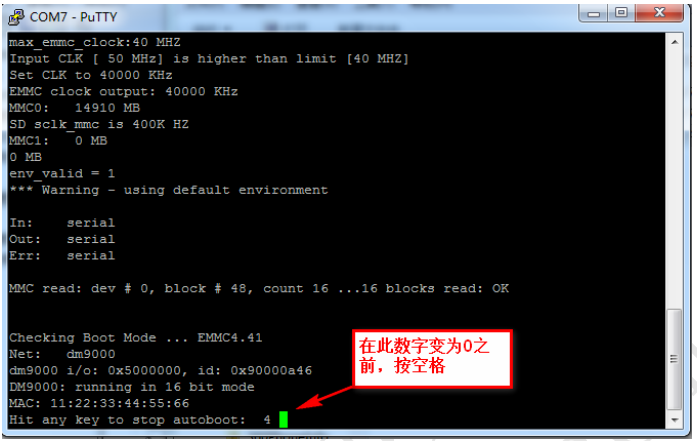 COM7 - PuTTY
max_emmc_clock:40 MHZ
Input CLK [ 50 MHz] is higher than limit [40 MHZ]
Set CLK to 40000 KHz
EMMC clock output: 40000 KHz
MMC0:   14910 MB
SD sclk_mmc is 400K HZ
MMC1:   0 MB
0 MB
env_valid = 1
*** Warning - using default environment
In:    serial
Out:   serial
Err:   serial
MMC read: dev # 0, block # 48, count 16 ...16 blocks read: OK
Checking Boot Mode ... EMMC4.41
Net:   dm9000
dm9000 i/o: 0x5000000, id: 0x90000a46
DM9000: running in 16 bit mode
MAC: 11:22:33:44:55:66
Hit any key to stop autoboot:  4
在此数字变为0之
前，按空格